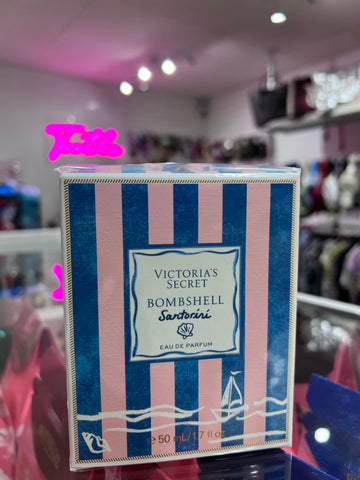 VICTORIA'S
SECRET
BOMBSHELL
Santorini
EAU DE PARFUM
e 50 mL/1.7 fl oz